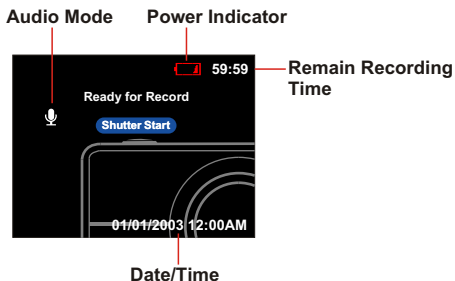 Audio Mode
Power Indicator
59:59
Remain Recording
Time
Ready for Record
Shutter Start
01/01/2003 12:00AM
Date/Time